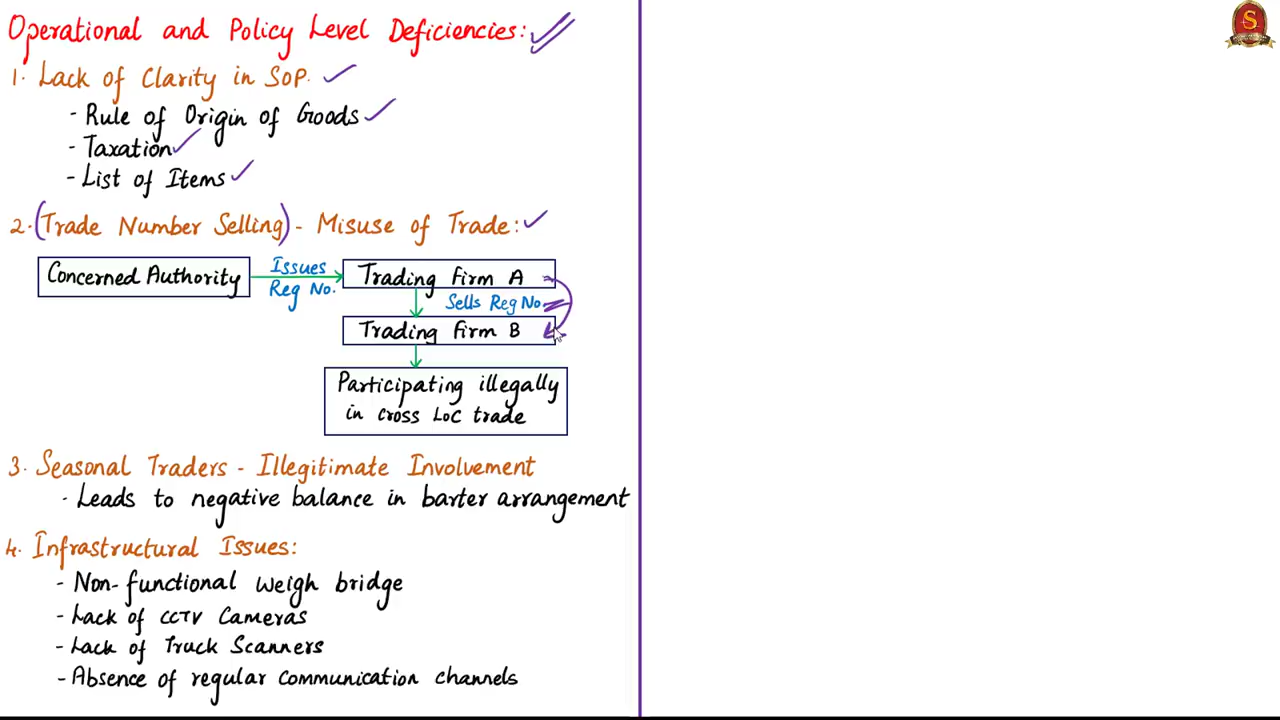 Operational and Policy Level Deficiencies:
1. Lack of Clarity in SOP.
- Rule of Origin of Goods
- Taxation
- List of Items
2. (Trade Number Selling) - Misuse of Trade:
Concerned Authority
Issues
Reg No.
Trading Firm A
Sells Reg No
Trading Firm B
Participating illegally
in cross LoC trade
3. Seasonal Traders - Illegitimate Involvement
- Leads to negative balance in barter arrangement
4. Infrastructural Issues:
- Non-functional weigh bridge
- Lack of CCTV Cameras
- Lack of Truck Scanners
- Absence of regular communication channels
S